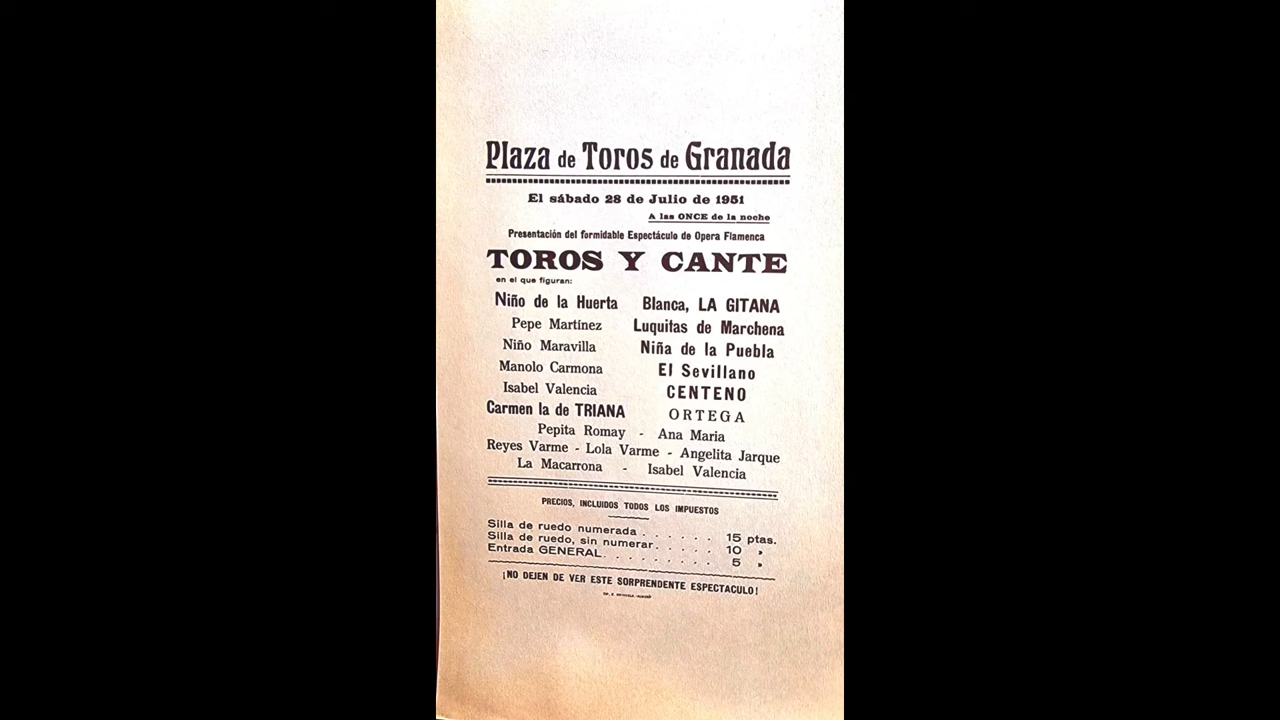 Plaza de Toros de Granada
El sábado 28 de Julio de 1951
A las ONCE de la noche
Presentación del formidable Espectáculo de Opera Flamenca
TOROS Y CANTE
en el que figuran:
Niño de la Huerta Blanca, LA GITANA
Pepe Martínez Luquitas de Marchena
Niño Maravilla Niña de la Puebla
Manolo Carmona El Sevillano
Isabel Valencia CENTENO
Carmen la de TRIANA ORTEGA
Pepita Romay - Ana Maria
Reyes Varme - Lola Varme - Angelita Jarque
La Macarrona - Isabel Valencia
PRECIOS, INCLUIDOS TODOS LOS IMPUESTOS
Silla de ruedo numerada . . . . . . 15 ptas.
Silla de ruedo, sin numerar . . . . . 10 »
Entrada GENERAL . . . . . . . . 5 »
¡NO DEJEN DE VER ESTE SORPRENDENTE ESPECTACULO!